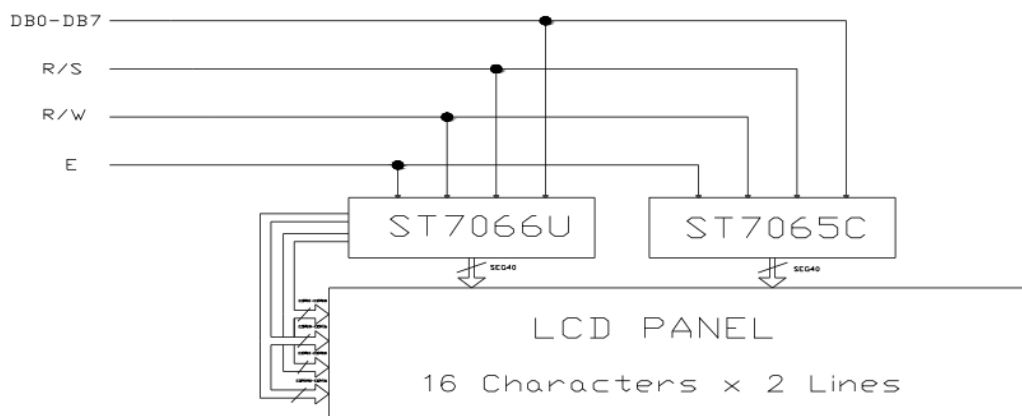 DB0-DB7
R/S
R/W
E
ST7066U
ST7065C
SEG40
SEG40
LCD PANEL
16 Characters x 2 Lines